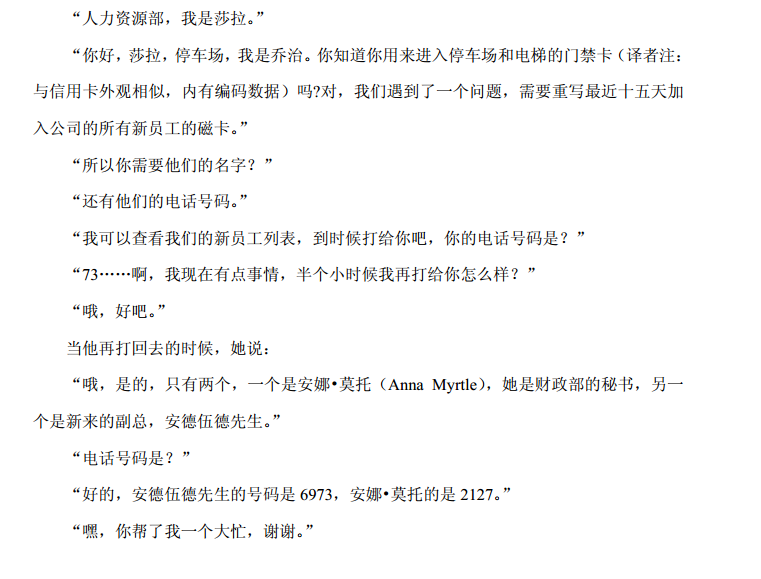 “人力资源部，我是莎拉。”
“你好，莎拉，停车场，我是乔治。你知道你用来进入停车场和电梯的门禁卡（译者注：
与信用卡外观相似，内有编码数据）吗?对，我们遇到了一个问题，需要重写最近十五天加
入公司的所有新员工的磁卡。”
“所以你需要他们的名字？”
“还有他们的电话号码。”
“我可以查看我们的新员工列表，到时候打给你吧，你的电话号码是？”
“73……啊，我现在有点事情，半个小时候我再打给你怎么样？”
“哦，好吧。”
当他再打回去的时候，她说：
“哦，是的，只有两个，一个是安娜•莫托（Anna Myrtle），她是财政部的秘书，另一
个是新来的副总，安德伍德先生。”
“电话号码是？”
“好的，安德伍德先生的号码是 6973，安娜•莫托的是 2127。”
“嘿，你帮了我一个大忙，谢谢。”